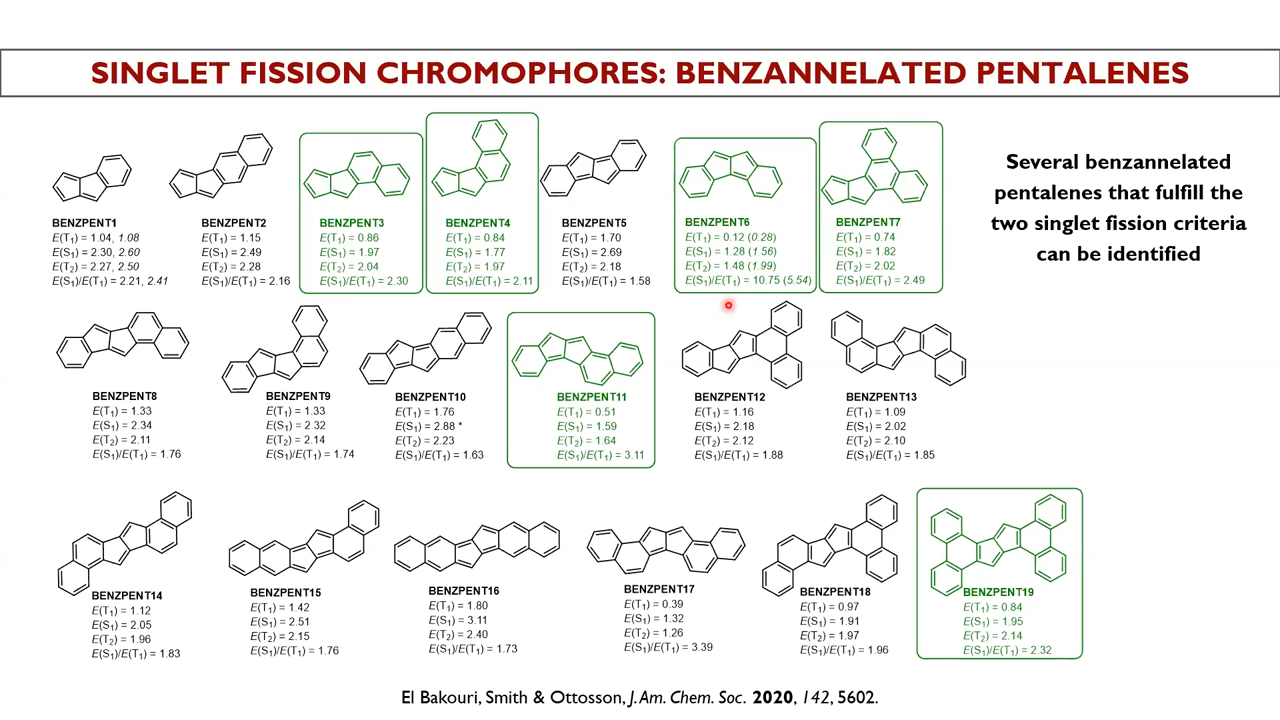 SINGLET FISSION CHROMOPHORES: BENZANNELATED PENTALENES
BENZPENT1
E(T1) = 1.04, 1.08
E(S1) = 2.30, 2.60
E(T2) = 2.27, 2.50
E(S1)/E(T1) = 2.21, 2.41
BENZPENT2
E(T1) = 1.15
E(S1) = 2.49
E(T2) = 2.28
E(S1)/E(T1) = 2.16
BENZPENT3
E(T1) = 0.86
E(S1) = 1.97
E(T2) = 2.04
E(S1)/E(T1) = 2.30
BENZPENT4
E(T1) = 0.84
E(S1) = 1.77
E(T2) = 1.97
E(S1)/E(T1) = 2.11
BENZPENT5
E(T1) = 1.70
E(S1) = 2.69
E(T2) = 2.18
E(S1)/E(T1) = 1.58
BENZPENT6
E(T1) = 0.12 (0.28)
E(S1) = 1.28 (1.56)
E(T2) = 1.48 (1.99)
E(S1)/E(T1) = 10.75 (5.54)
BENZPENT7
E(T1) = 0.74
E(S1) = 1.82
E(T2) = 2.02
E(S1)/E(T1) = 2.49
Several benzannelated
pentalenes that fulfill the
two singlet fission criteria
can be identified
BENZPENT8
E(T1) = 1.33
E(S1) = 2.34
E(T2) = 2.11
E(S1)/E(T1) = 1.76
BENZPENT9
E(T1) = 1.33
E(S1) = 2.32
E(T2) = 2.14
E(S1)/E(T1) = 1.74
BENZPENT10
E(T1) = 1.76
E(S1) = 2.88 *
E(T2) = 2.23
E(S1)/E(T1) = 1.63
BENZPENT11
E(T1) = 0.51
E(S1) = 1.59
E(T2) = 1.64
E(S1)/E(T1) = 3.11
BENZPENT12
E(T1) = 1.16
E(S1) = 2.18
E(T2) = 2.12
E(S1)/E(T1) = 1.88
BENZPENT13
E(T1) = 1.09
E(S1) = 2.02
E(T2) = 2.10
E(S1)/E(T1) = 1.85
BENZPENT14
E(T1) = 1.12
E(S1) = 2.05
E(T2) = 1.96
E(S1)/E(T1) = 1.83
BENZPENT15
E(T1) = 1.42
E(S1) = 2.51
E(T2) = 2.15
E(S1)/E(T1) = 1.76
BENZPENT16
E(T1) = 1.80
E(S1) = 3.11
E(T2) = 2.40
E(S1)/E(T1) = 1.73
BENZPENT17
E(T1) = 0.39
E(S1) = 1.32
E(T2) = 1.26
E(S1)/E(T1) = 3.39
BENZPENT18
E(T1) = 0.97
E(S1) = 1.91
E(T2) = 1.97
E(S1)/E(T1) = 1.96
BENZPENT19
E(T1) = 0.84
E(S1) = 1.95
E(T2) = 2.14
E(S1)/E(T1) = 2.32
El Bakouri, Smith & Ottosson, J. Am. Chem. Soc. 2020, 142, 5602.